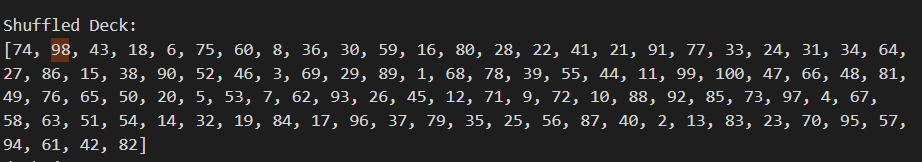 Shuffled Deck:
[74, 98, 43, 18, 6, 75, 60, 8, 36, 30, 59, 16, 80, 28, 22, 41, 21, 91, 77, 33, 24, 31, 34, 64,
27, 86, 15, 38, 90, 52, 46, 3, 69, 29, 89, 1, 68, 78, 39, 55, 44, 11, 99, 100, 47, 66, 48, 81,
49, 76, 65, 50, 20, 5, 53, 7, 62, 93, 26, 45, 12, 71, 9, 72, 10, 88, 92, 85, 73, 97, 4, 67,
58, 63, 51, 54, 14, 32, 19, 84, 17, 96, 37, 79, 35, 25, 56, 87, 40, 2, 13, 83, 23, 70, 95, 57,
94, 61, 42, 82]